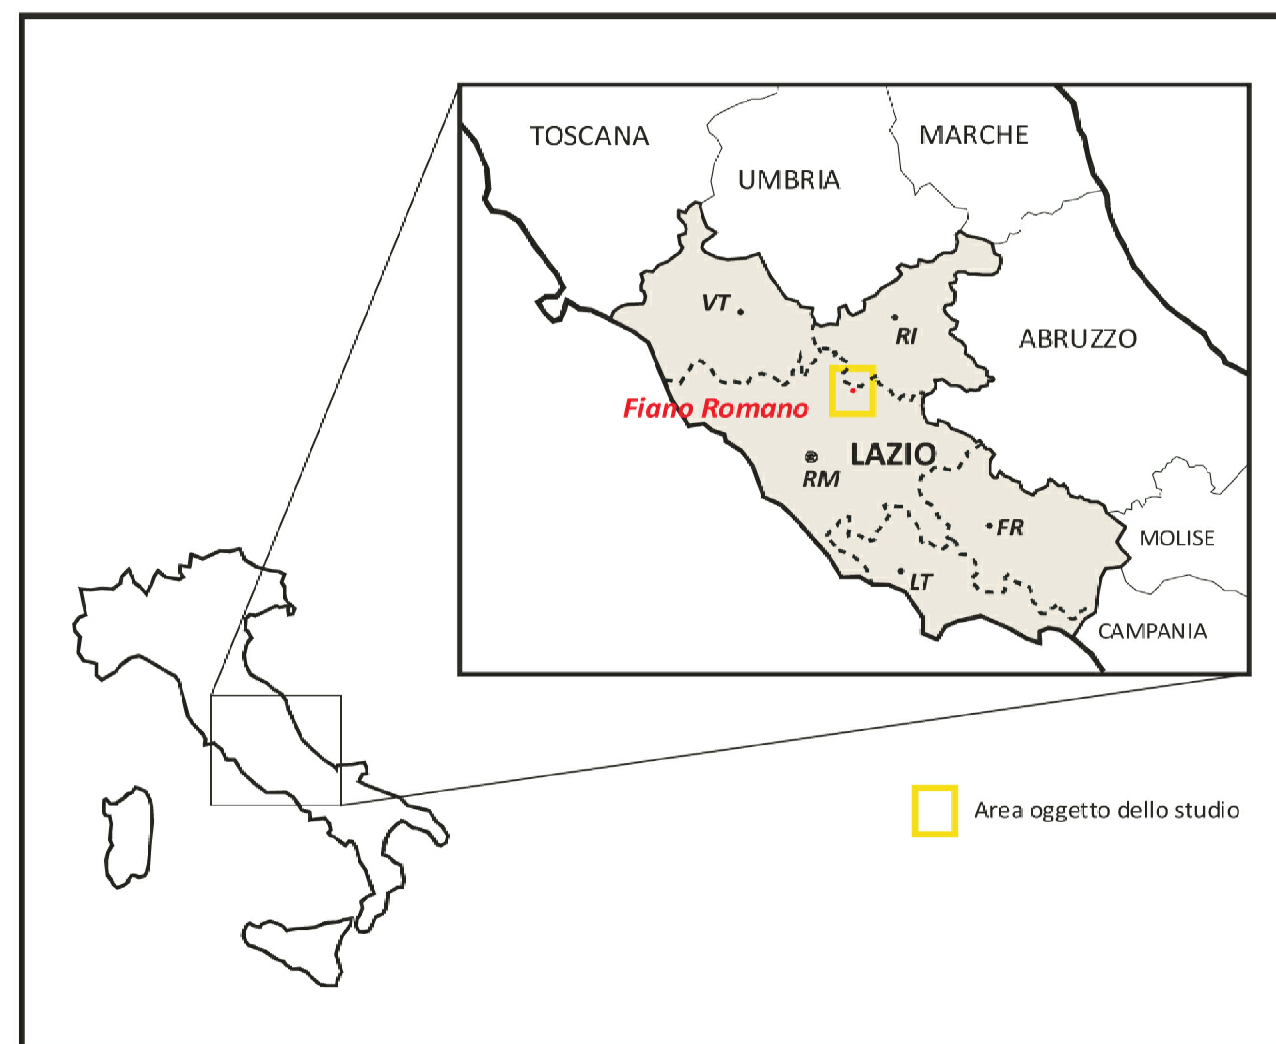 TOSCANA
MARCHE
UMBRIA
VT
RI
ABRUZZO
Fiano Romano
LAZIO
RM
FR
MOLISE
LT
CAMPANIA
Area oggetto dello studio